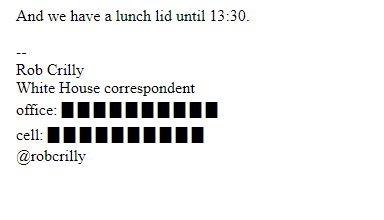 And we have a lunch lid until 13:30.
--
Rob Crilly
White House correspondent
office: ██████████
cell: ██████████
@robcrilly